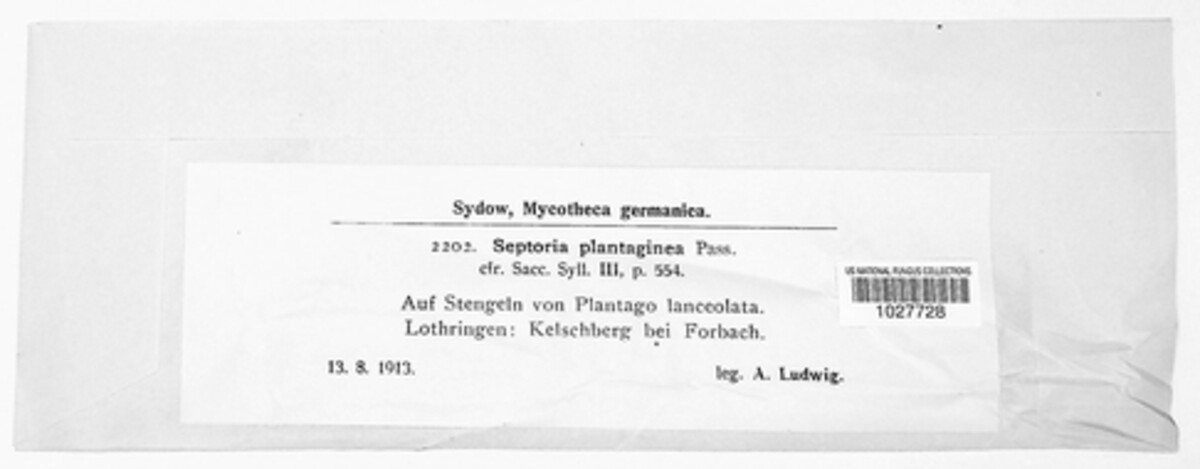 Sydow, Mycotheca germanica.
2202. Septoria plantaginea Pass.
cfr. Sacc. Syll. III, p. 554.
Auf Stengeln von Plantago lanceolata.
Lothringen: Kelschberg bei Forbach.
13. 8. 1913.
leg. A. Ludwig.
US NATIONAL FUNGUS COLLECTIONS
1027728